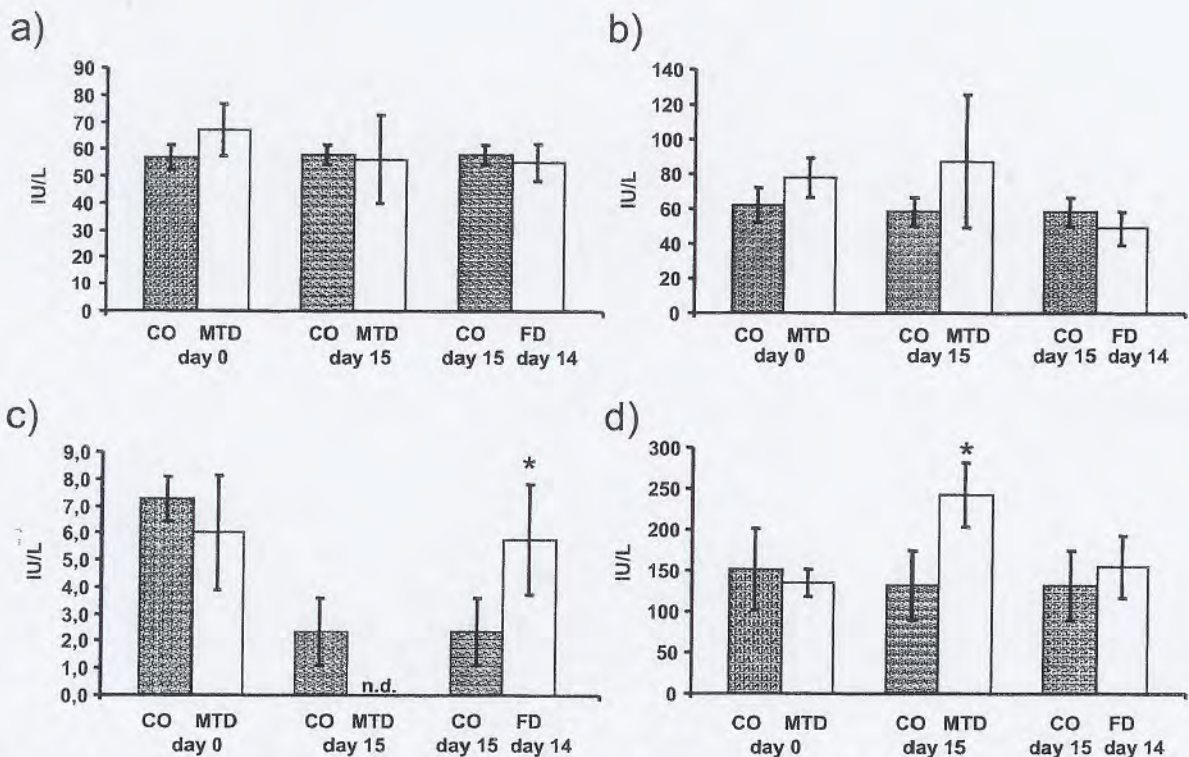 a)
90
80
70
60
50
40
30
20
10
0
IU/L
CO MTD CO MTD CO FD
day 0 day 15 day 15 day 14
b)
140
120
100
80
60
40
20
0
IU/L
CO MTD CO MTD CO FD
day 0 day 15 day 15 day 14
c)
9,0
8,0
7,0
6,0
5,0
4,0
3,0
2,0
1,0
0,0
IU/L
n.d.
*
CO MTD CO MTD CO FD
day 0 day 15 day 15 day 14
d)
300
250
200
150
100
50
0
IU/L
*
CO MTD CO MTD CO FD
day 0 day 15 day 15 day 14